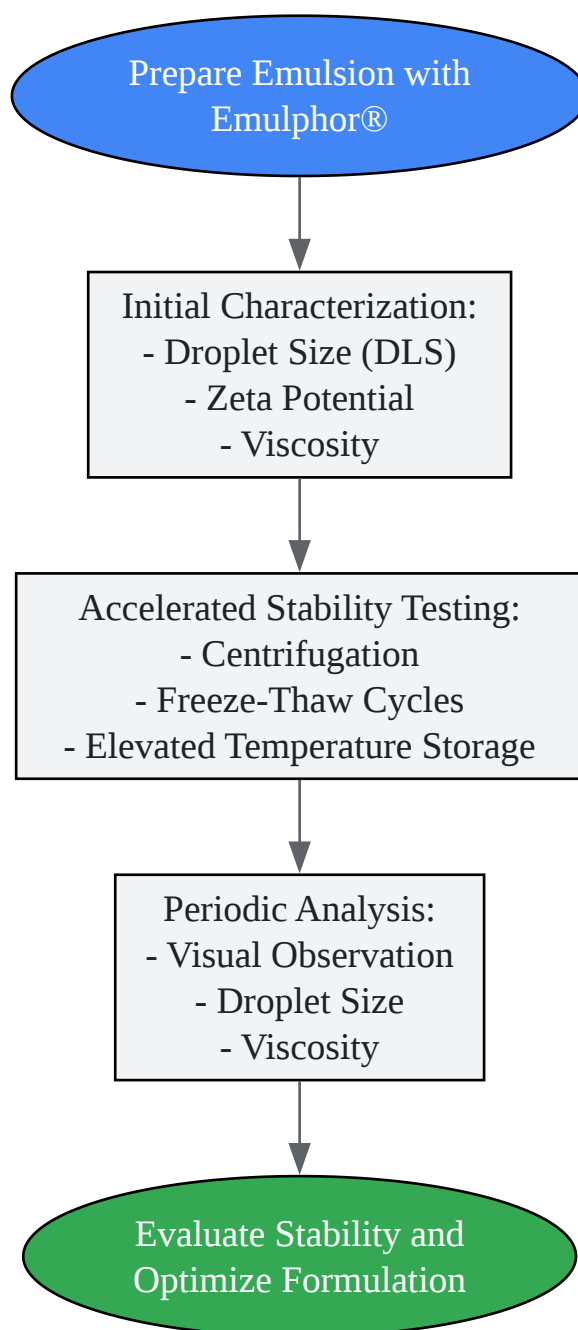 Prepare Emulsion with
Emulphor®
Initial Characterization:
- Droplet Size (DLS)
- Zeta Potential
- Viscosity
Accelerated Stability Testing:
- Centrifugation
- Freeze-Thaw Cycles
- Elevated Temperature Storage
Periodic Analysis:
- Visual Observation
- Droplet Size
- Viscosity
Evaluate Stability and
Optimize Formulation